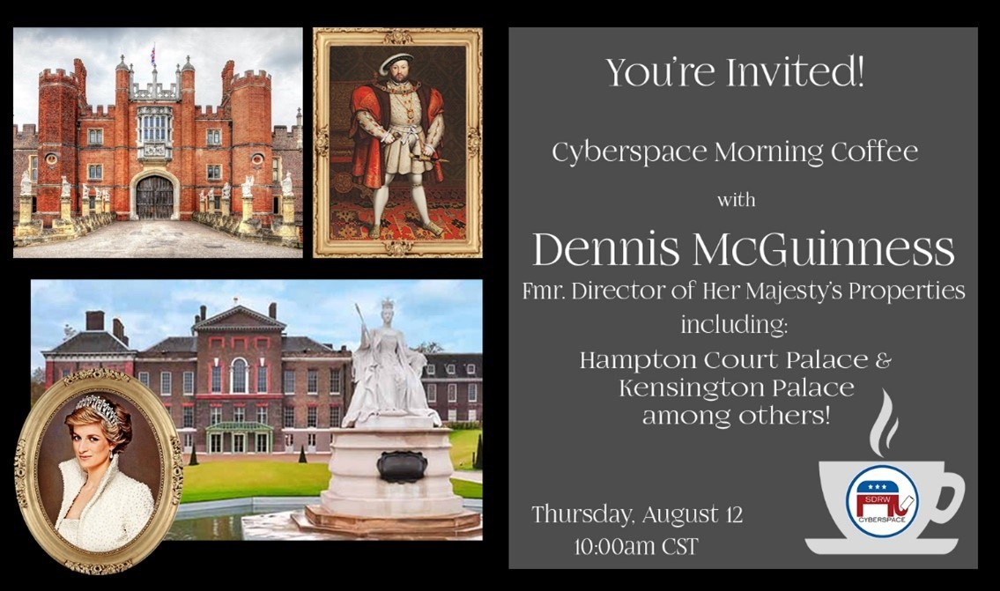 You're Invited!
Cyberspace Morning Coffee
with
Dennis McGuinness
Fmr. Director of Her Majesty's Properties
including:
Hampton Court Palace &
Kensington Palace
among others!
Thursday, August 12
10:00am CST
SDRW
CYBERSPACE